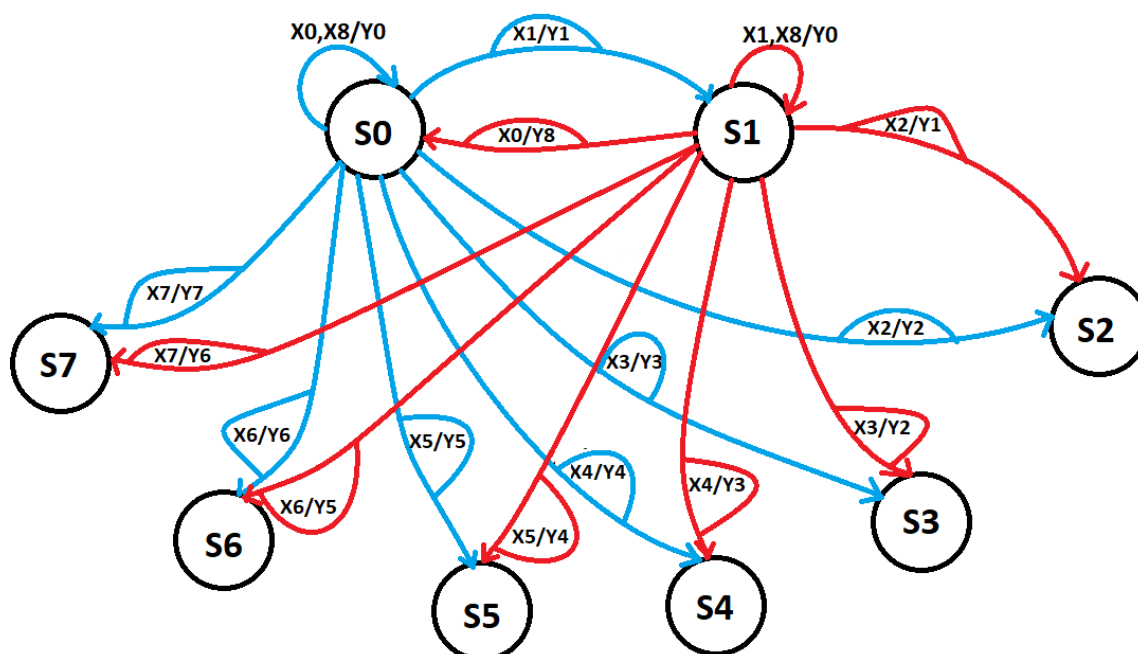 X0,X8/Y0
X1/Y1
X1,X8/Y0
S0
X0/Y8
S1
X2/Y1
X7/Y7
X2/Y2
S2
S7
X7/Y6
X3/Y3
X6/Y6
X5/Y5
X3/Y2
X4/Y4
X4/Y3
X6/Y5
X5/Y4
S3
S6
S5
S4